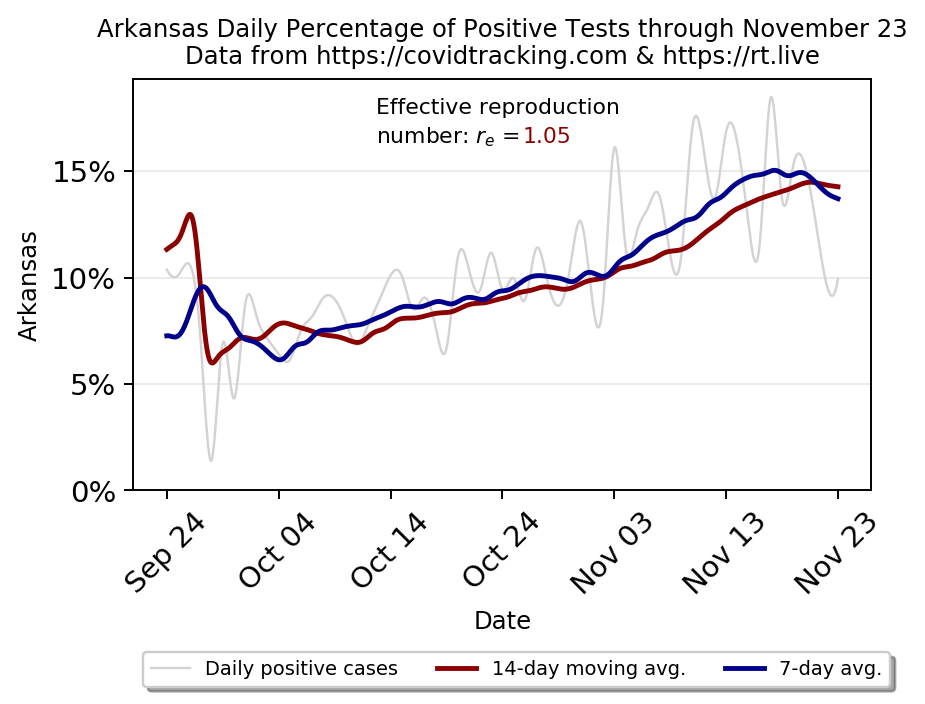 Arkansas Daily Percentage of Positive Tests through November 23
Data from https://covidtracking.com & https://rt.live
Effective reproduction
number: rₑ =1.05
15%
10%
5%
0%
Arkansas
Sep 24
Oct 04
Oct 14
Oct 24
Nov 03
Nov 13
Nov 23
Date
Daily positive cases
14-day moving avg.
7-day avg.